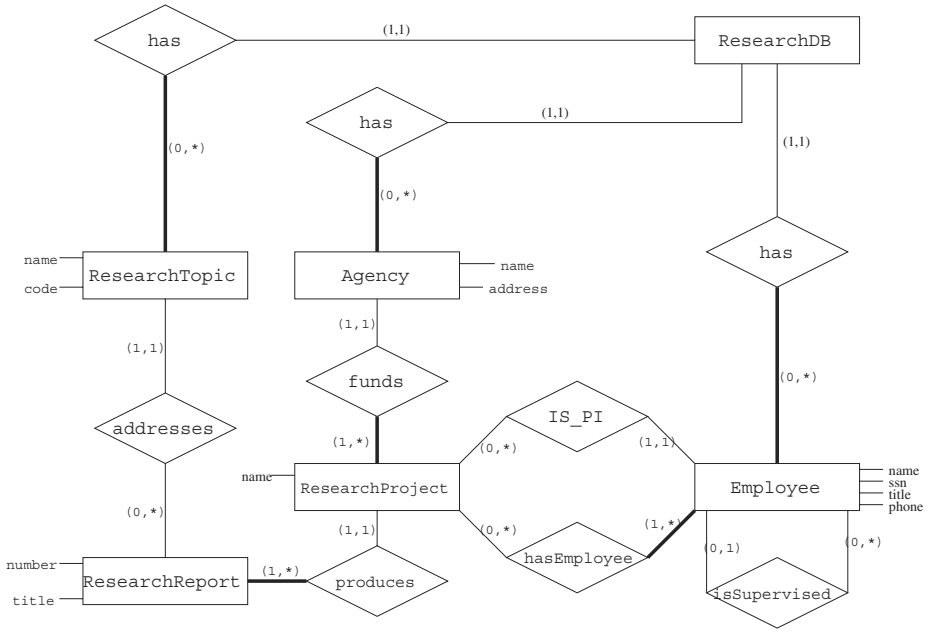 has
(1,1)
ResearchDB
has
(1,1)
(1,1)
(0,*)
(0,*)
has
name
ResearchTopic
code
Agency
name
address
(1,1)
(1,1)
funds
(0,*)
addresses
IS_PI
(1,*)
(0,*)
(1,1)
name
ResearchProject
Employee
name
ssn
title
phone
(0,*)
(1,1)
(0,*)
(1,*)
(0,1)
(0,*)
number
ResearchReport
title
(1,*)
produces
hasEmployee
isSupervised